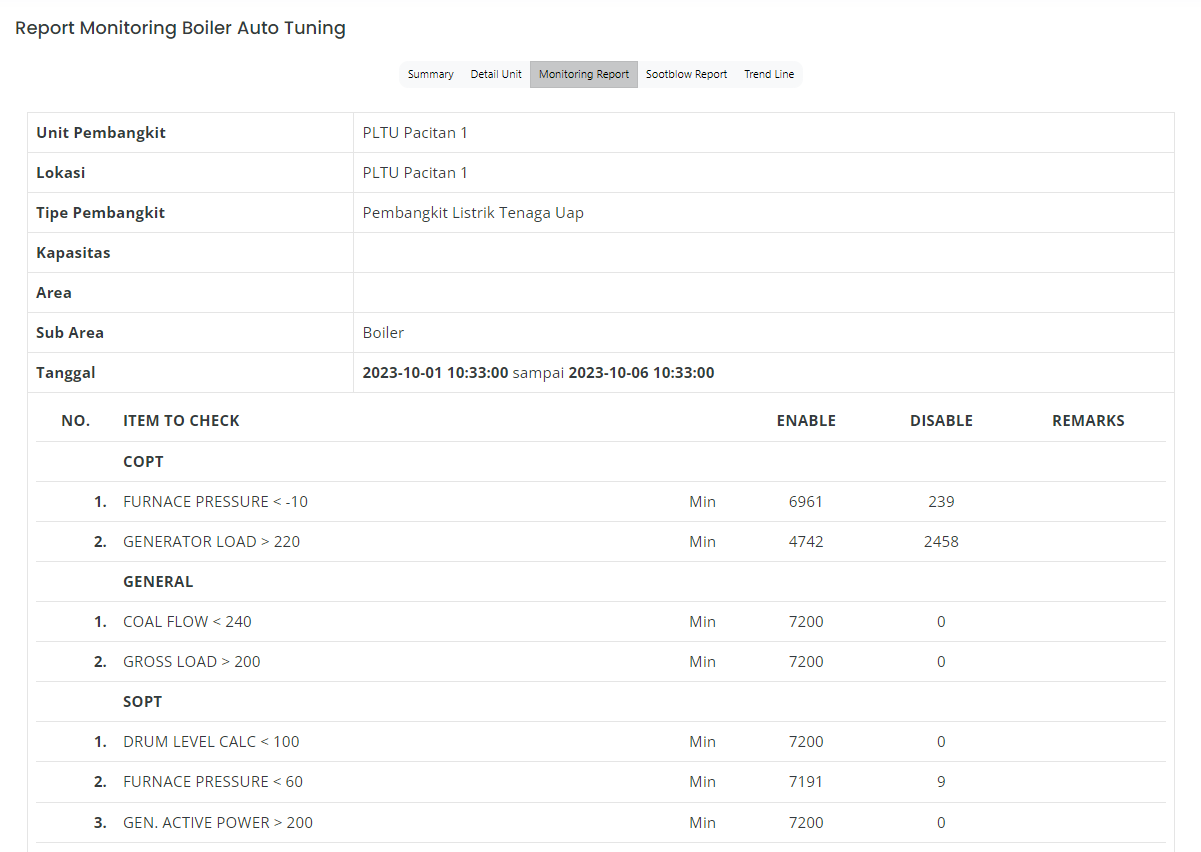 Report Monitoring Boiler Auto Tuning
Summary Detail Unit Monitoring Report Sootblow Report Trend Line
Unit Pembangkit PLTU Pacitan 1
Lokasi PLTU Pacitan 1
Tipe Pembangkit Pembangkit Listrik Tenaga Uap
Kapasitas
Area
Sub Area Boiler
Tanggal 2023-10-01 10:33:00 sampai 2023-10-06 10:33:00
NO. ITEM TO CHECK ENABLE DISABLE REMARKS
COPT
1. FURNACE PRESSURE < -10 Min 6961 239
2. GENERATOR LOAD > 220 Min 4742 2458
GENERAL
1. COAL FLOW < 240 Min 7200 0
2. GROSS LOAD > 200 Min 7200 0
SOPT
1. DRUM LEVEL CALC < 100 Min 7200 0
2. FURNACE PRESSURE < 60 Min 7191 9
3. GEN. ACTIVE POWER > 200 Min 7200 0